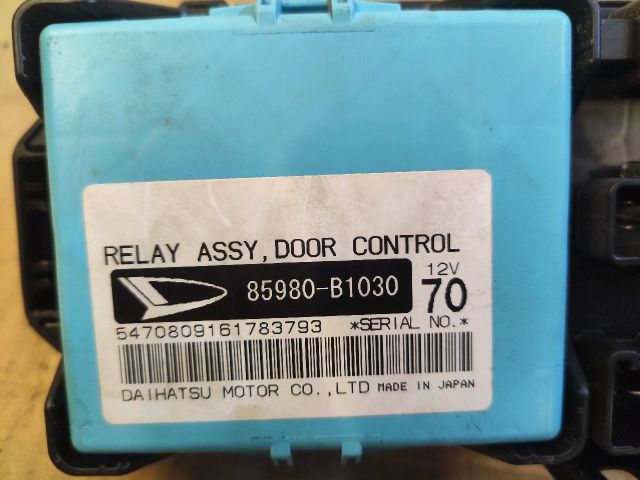 RELAY ASSY, DOOR CONTROL
85980-B1030
12V
70
5470809161783793 *SERIAL NO.*
DAIHATSU MOTOR CO.,LTD MADE IN JAPAN